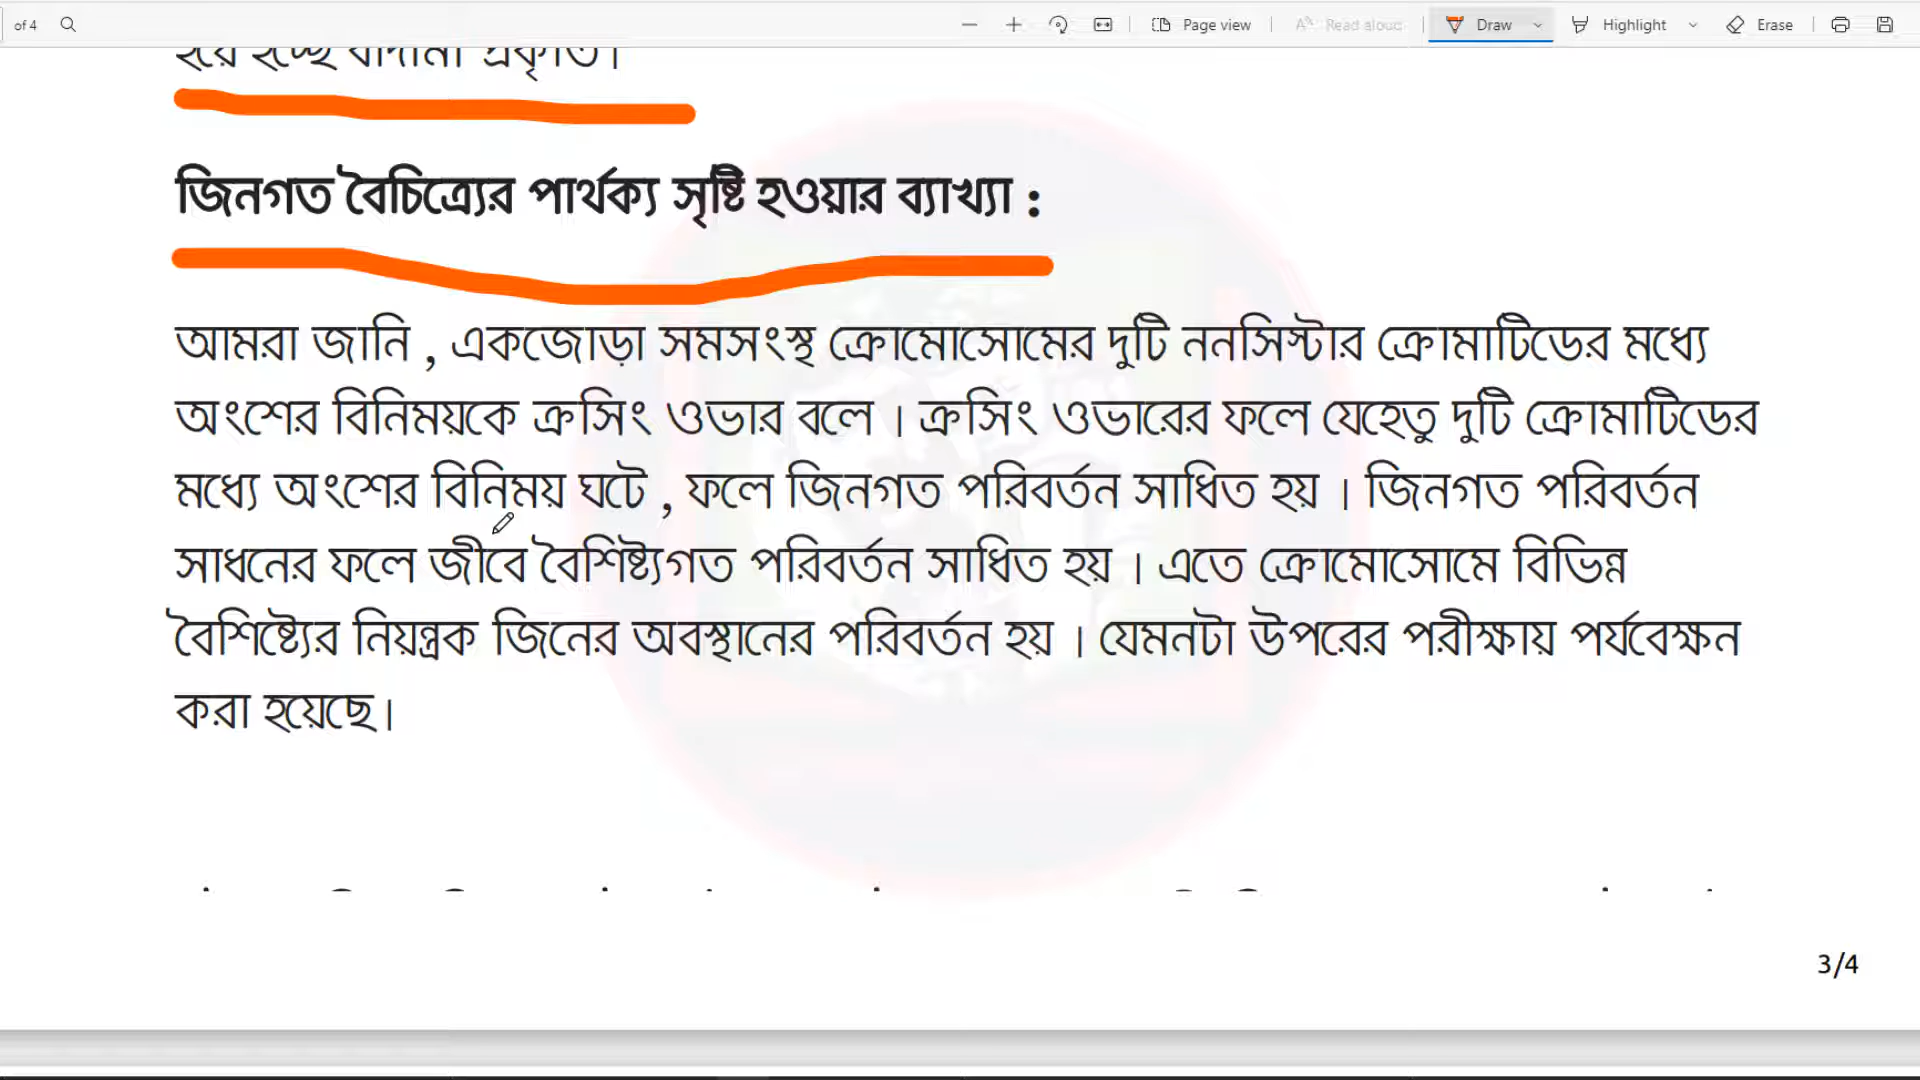 of 4 Page view Read aloud Draw Highlight Erase
হয়ে হচ্ছে বাদামী প্রকৃতি।
জিনগত বৈচিত্র্যের পার্থক্য সৃষ্টি হওয়ার ব্যাখ্যা :
আমরা জানি , একজোড়া সমসংস্থ ক্রোমোসোমের দুটি ননসিস্টার ক্রোমাটিডের মধ্যে
অংশের বিনিময়কে ক্রসিং ওভার বলে । ক্রসিং ওভারের ফলে যেহেতু দুটি ক্রোমাটিডের
মধ্যে অংশের বিনিময় ঘটে , ফলে জিনগত পরিবর্তন সাধিত হয় । জিনগত পরিবর্তন
সাধনের ফলে জীবে বৈশিষ্ট্যগত পরিবর্তন সাধিত হয় । এতে ক্রোমোসোমে বিভিন্ন
বৈশিষ্ট্যের নিয়ন্ত্রক জিনের অবস্থানের পরিবর্তন হয় । যেমনটা উপরের পরীক্ষায় পর্যবেক্ষন
করা হয়েছে।
3/4